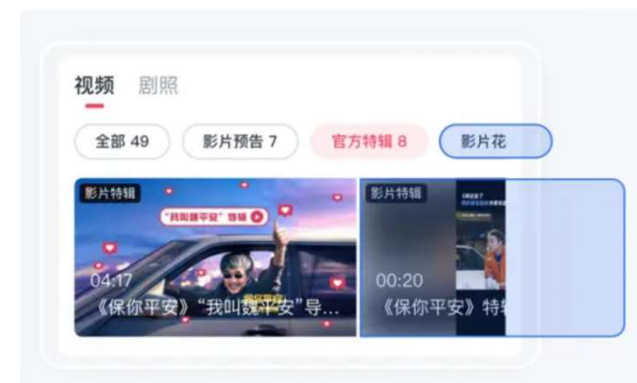 视频 剧照
全部 49 影片预告 7 官方特辑 8 影片花
影片特辑 影片特辑
“我叫魏平安”特辑
04:17 00:20
《保你平安》“我叫魏平安”导... 《保你平安》特辑